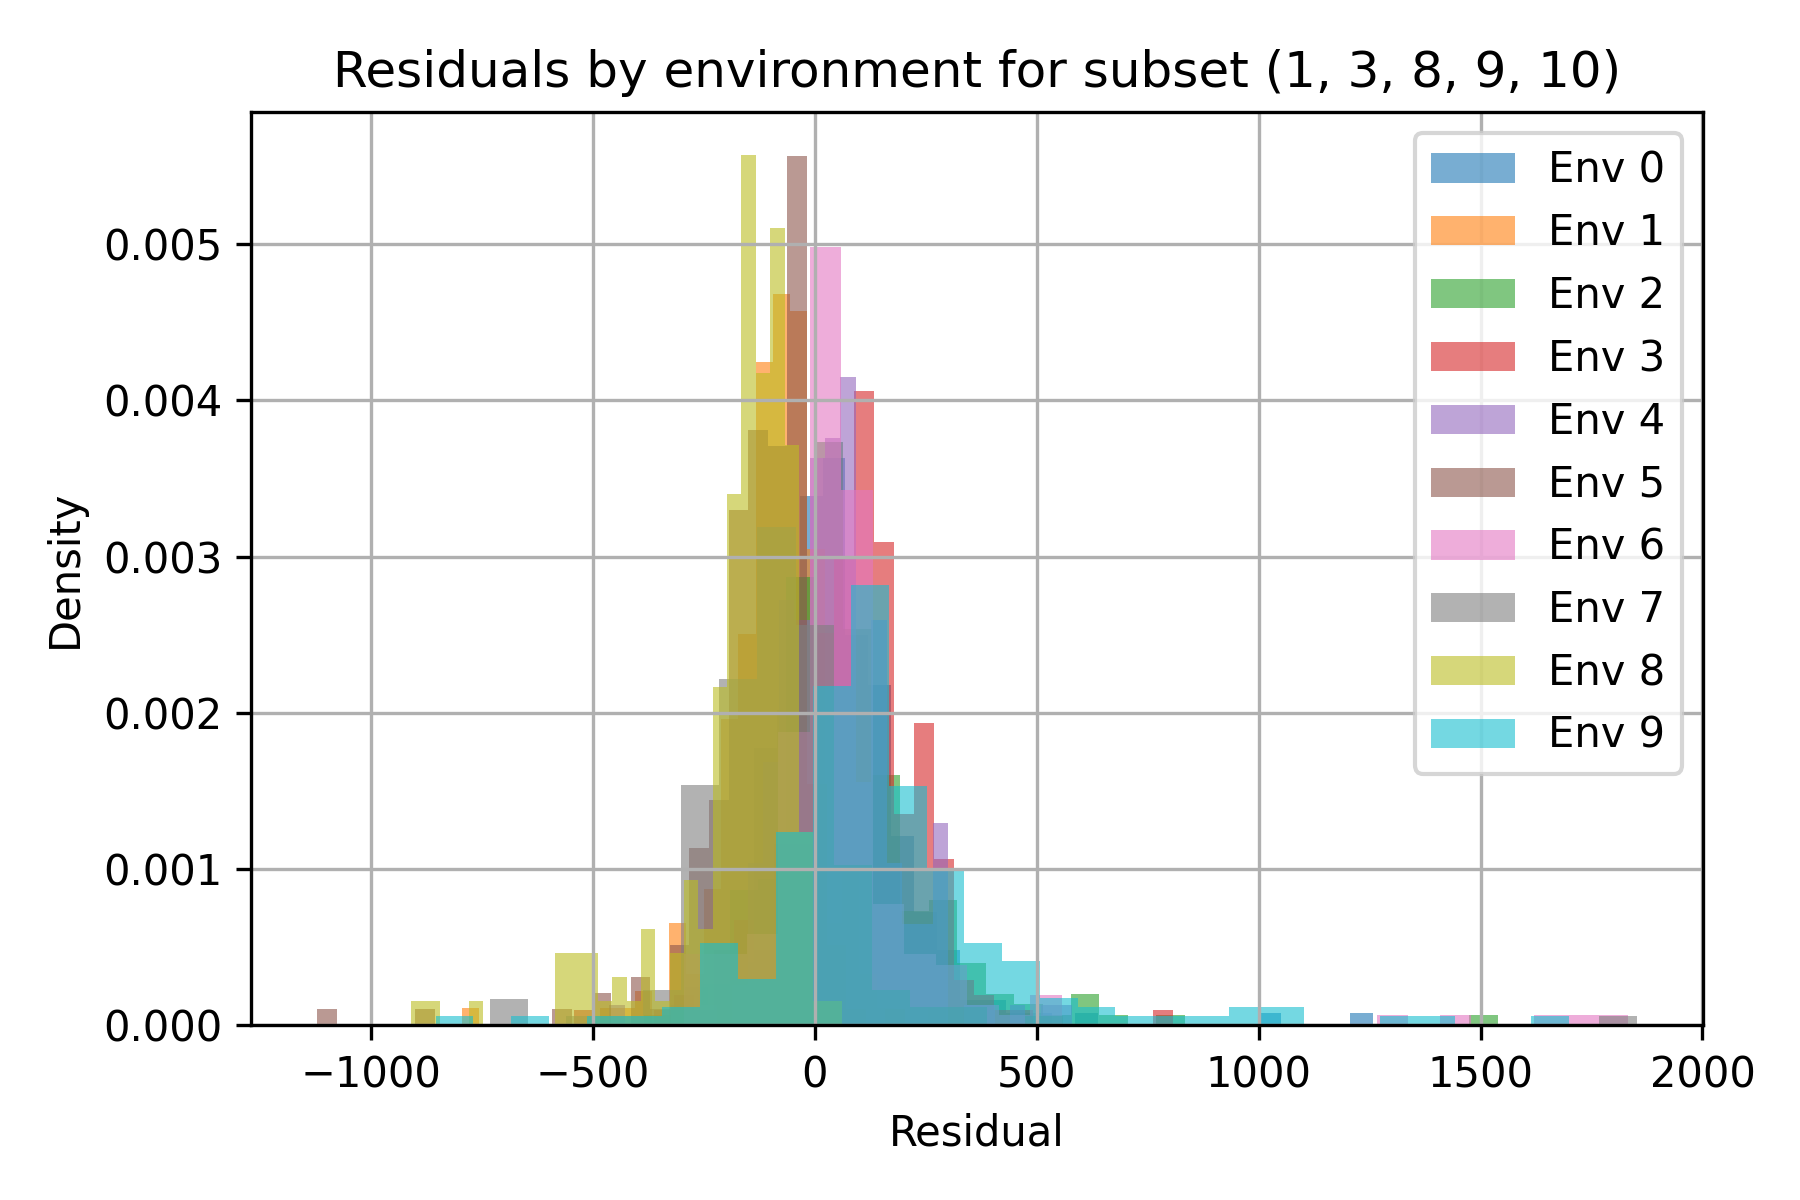 Residuals by environment for subset (1, 3, 8, 9, 10)
Env 0
Env 1
Env 2
Env 3
Env 4
Env 5
Env 6
Env 7
Env 8
Env 9
0.005
0.004
0.003
0.002
0.001
0.000
Density
−1000
−500
0
500
1000
1500
2000
Residual